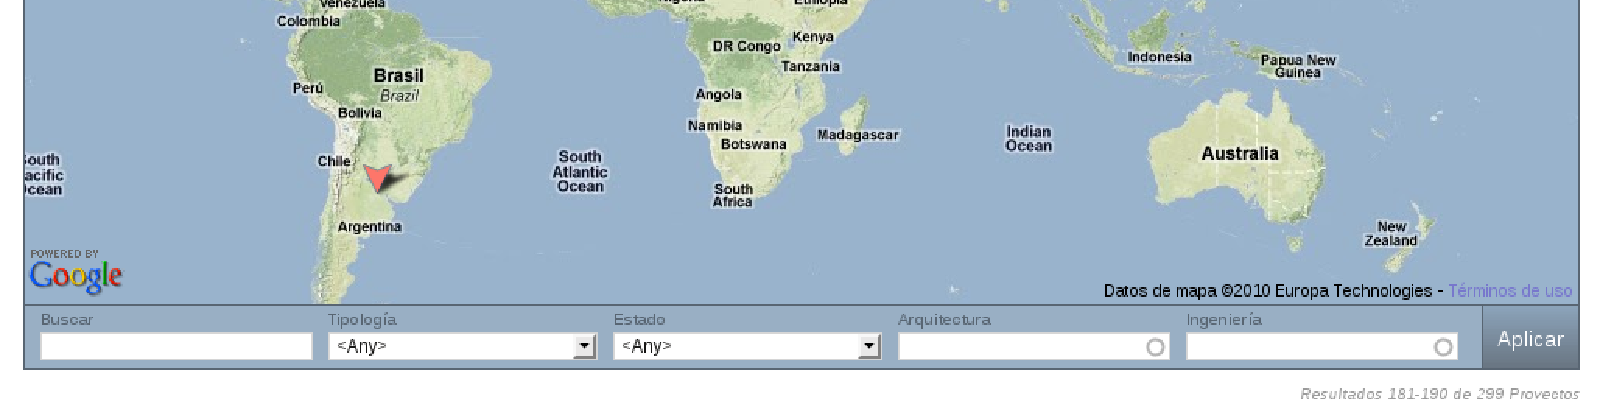 Venezuela
Colombia
Nigeria
Ethiopia
Kenya
DR Congo
Tanzania
Indonesia
Papua New
Guinea
Brasil
Brazil
Perú
Bolivia
Angola
Namibia
Botswana
Madagascar
Indian
Ocean
Australia
South
Pacific
Ocean
Chile
South
Atlantic
Ocean
South
Africa
Argentina
New
Zealand
POWERED BY
Google
Datos de mapa ©2010 Europa Technologies - Términos de uso
Buscar Tipología Estado Arquitectura Ingeniería
<Any> <Any> Aplicar
Resultados 181-190 de 299 Proyectos